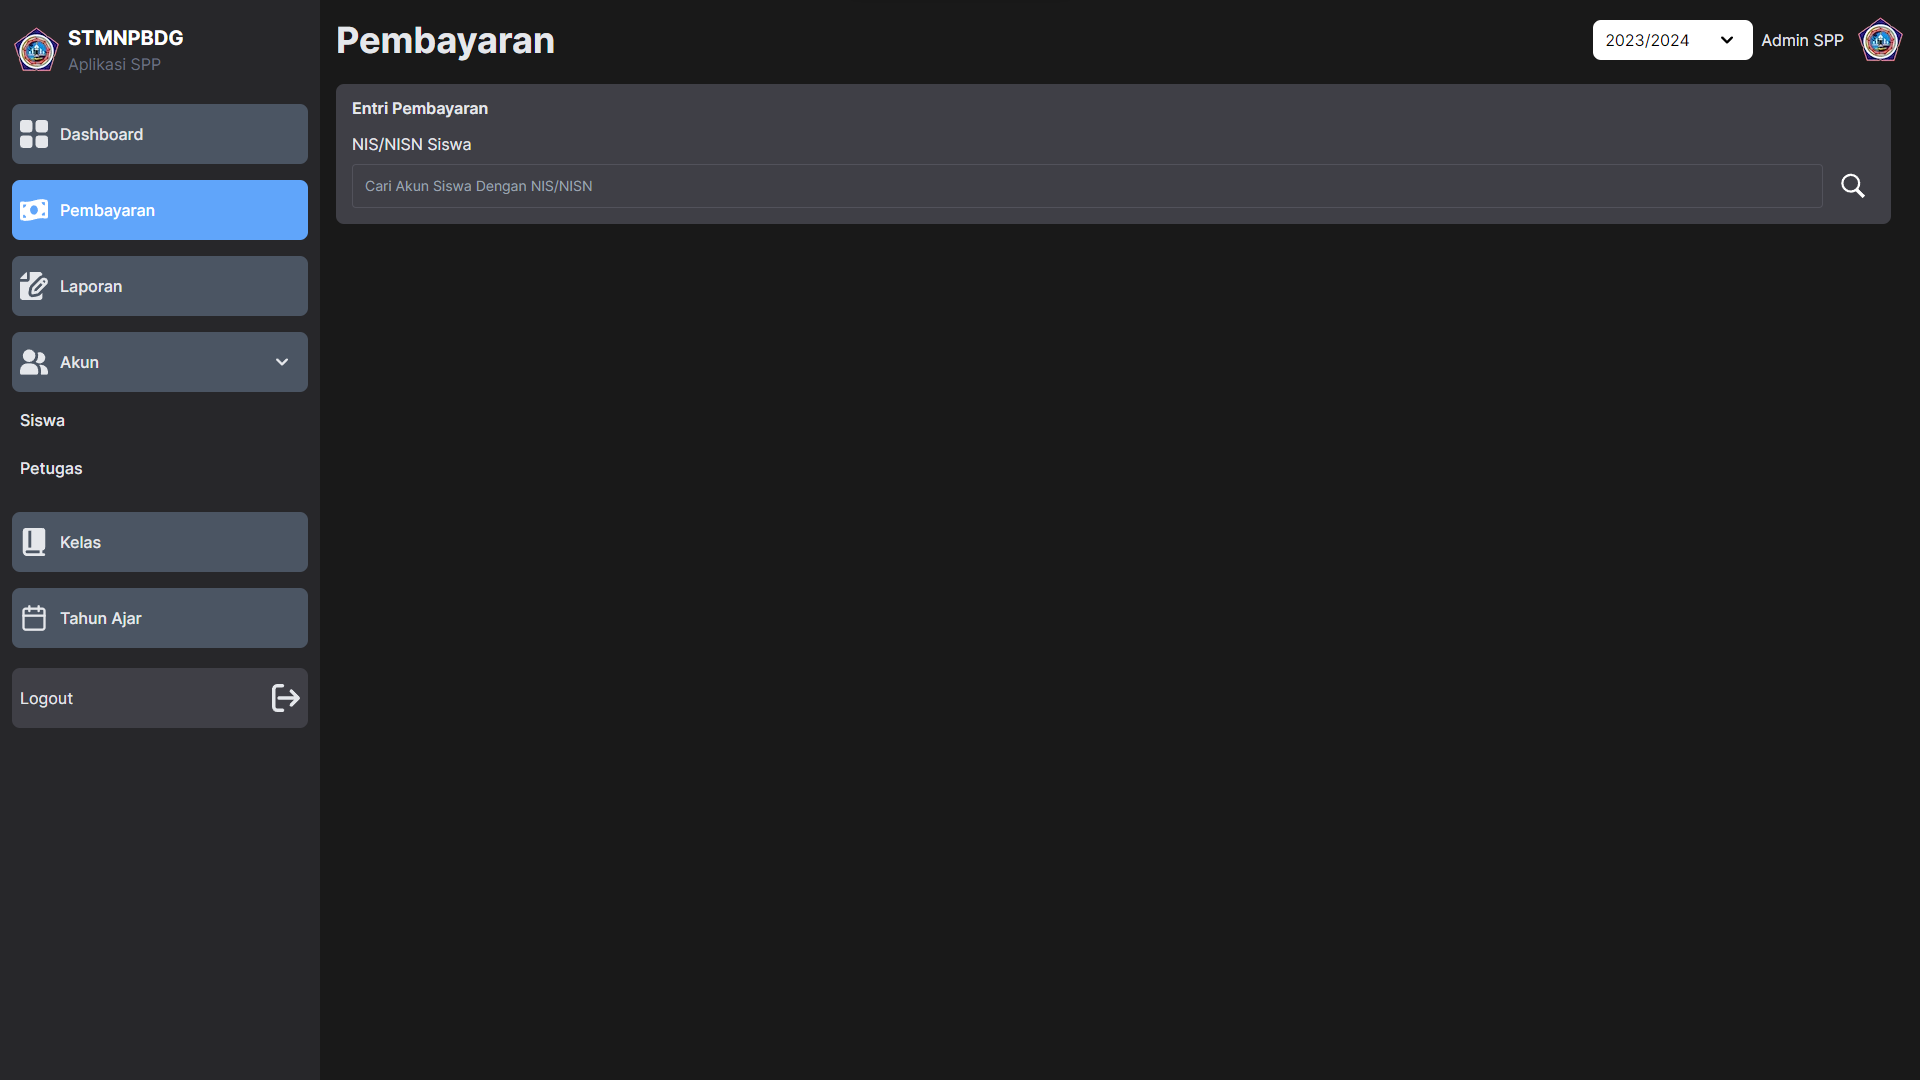 STMNPBDG
Aplikasi SPP
Dashboard
Pembayaran
Laporan
Akun
Siswa
Petugas
Kelas
Tahun Ajar
Logout
Pembayaran
2023/2024
Admin SPP
Entri Pembayaran
NIS/NISN Siswa
Cari Akun Siswa Dengan NIS/NISN